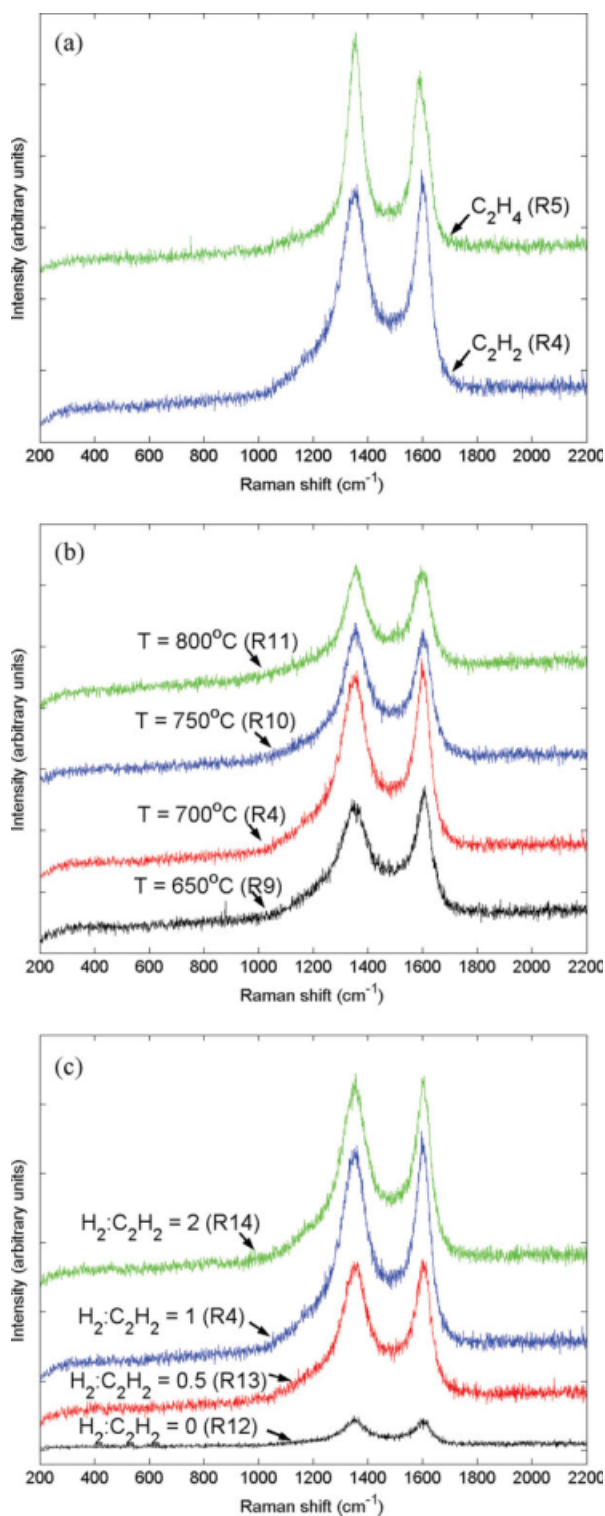 (a)
Intensity (arbitrary units)
C₂H₄ (R5)
C₂H₂ (R4)
200 400 600 800 1000 1200 1400 1600 1800 2000 2200
Raman shift (cm⁻¹)
(b)
Intensity (arbitrary units)
T = 800°C (R11)
T = 750°C (R10)
T = 700°C (R4)
T = 650°C (R9)
200 400 600 800 1000 1200 1400 1600 1800 2000 2200
Raman shift (cm⁻¹)
(c)
Intensity (arbitrary units)
H₂:C₂H₂ = 2 (R14)
H₂:C₂H₂ = 1 (R4)
H₂:C₂H₂ = 0.5 (R13)
H₂:C₂H₂ = 0 (R12)
200 400 600 800 1000 1200 1400 1600 1800 2000 2200
Raman shift (cm⁻¹)